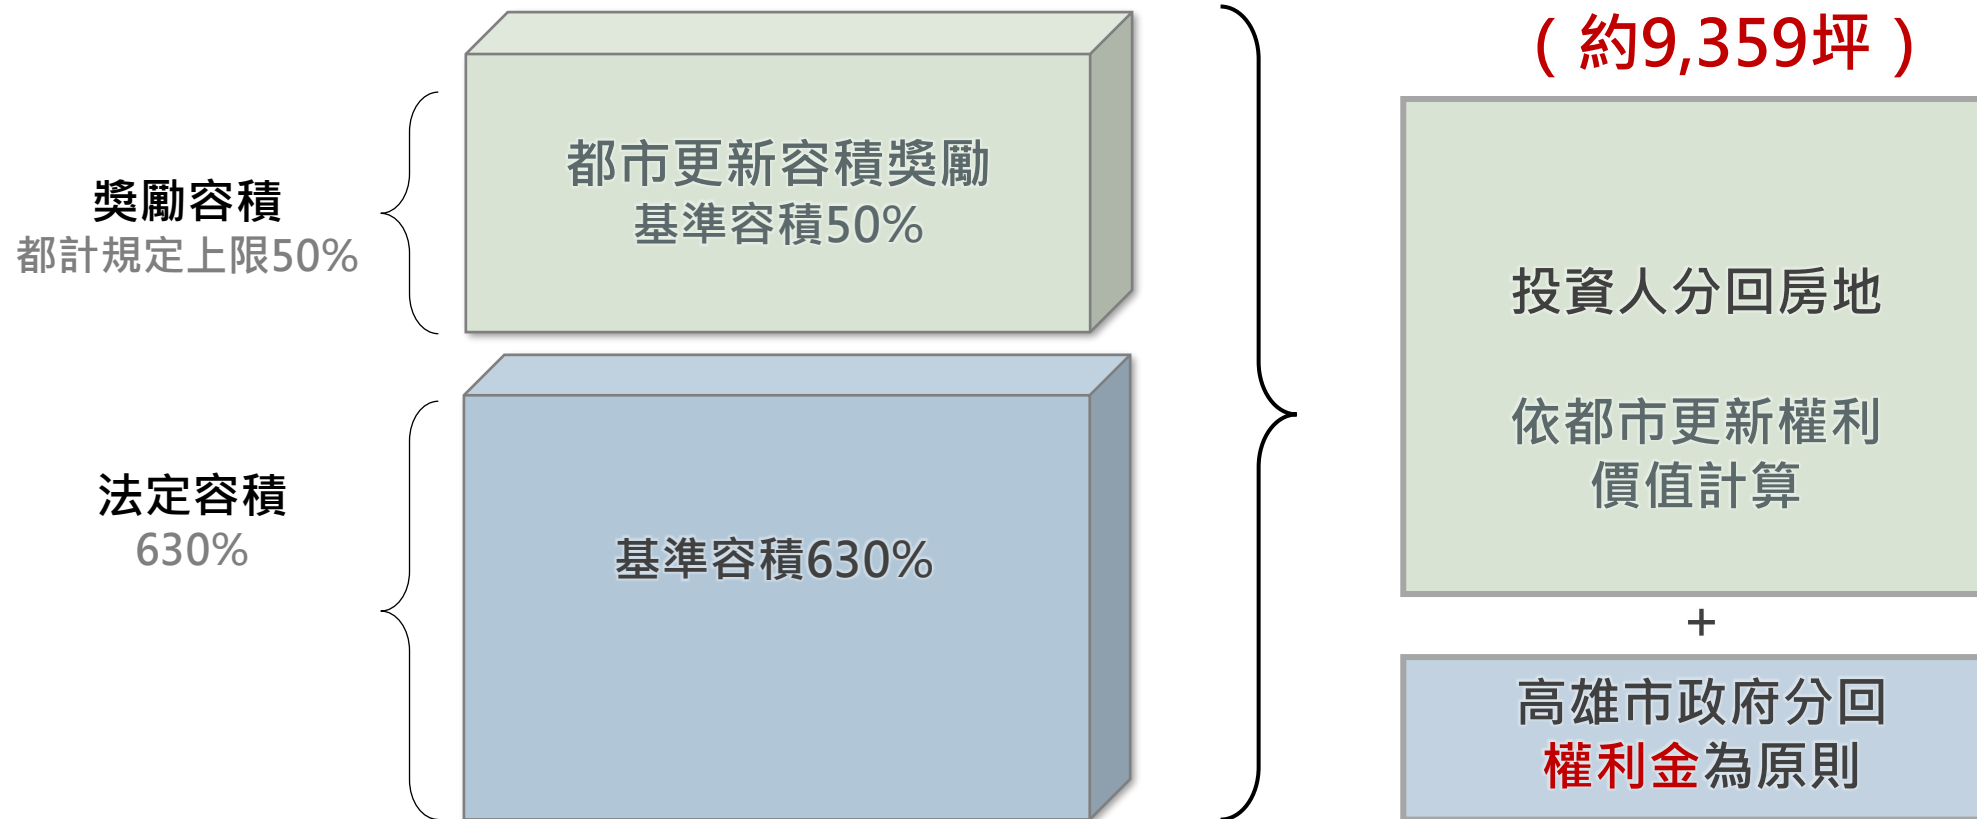 獎勵容積
都計規定上限50%
法定容積
630%
都市更新容積獎勵
基準容積50%
基準容積630%
（約9,359坪）
投資人分回房地
依都市更新權利
價值計算
+
高雄市政府分回
權利金為原則